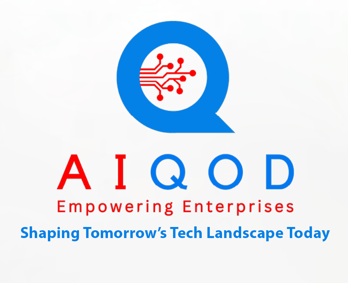 AIQOD
Empowering Enterprises
Shaping Tomorrow's Tech Landscape Today